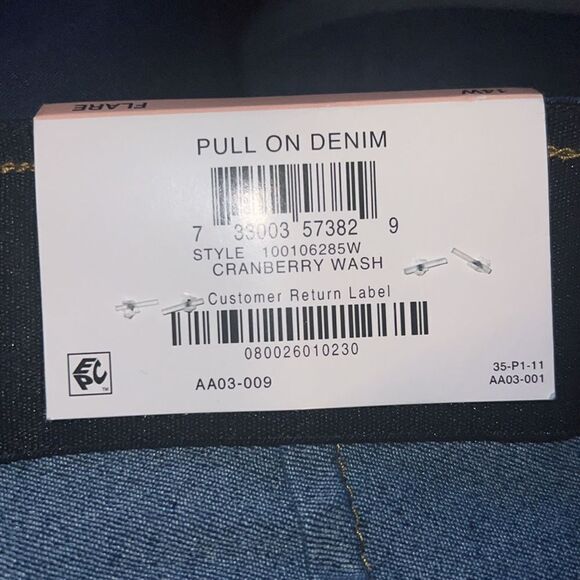 FLARE
14W
PULL ON DENIM
7 33003 57382 9
STYLE 100106285W
CRANBERRY WASH
Customer Return Label
080026010230
EPC TM
AA03-009
35-P1-11
AA03-001